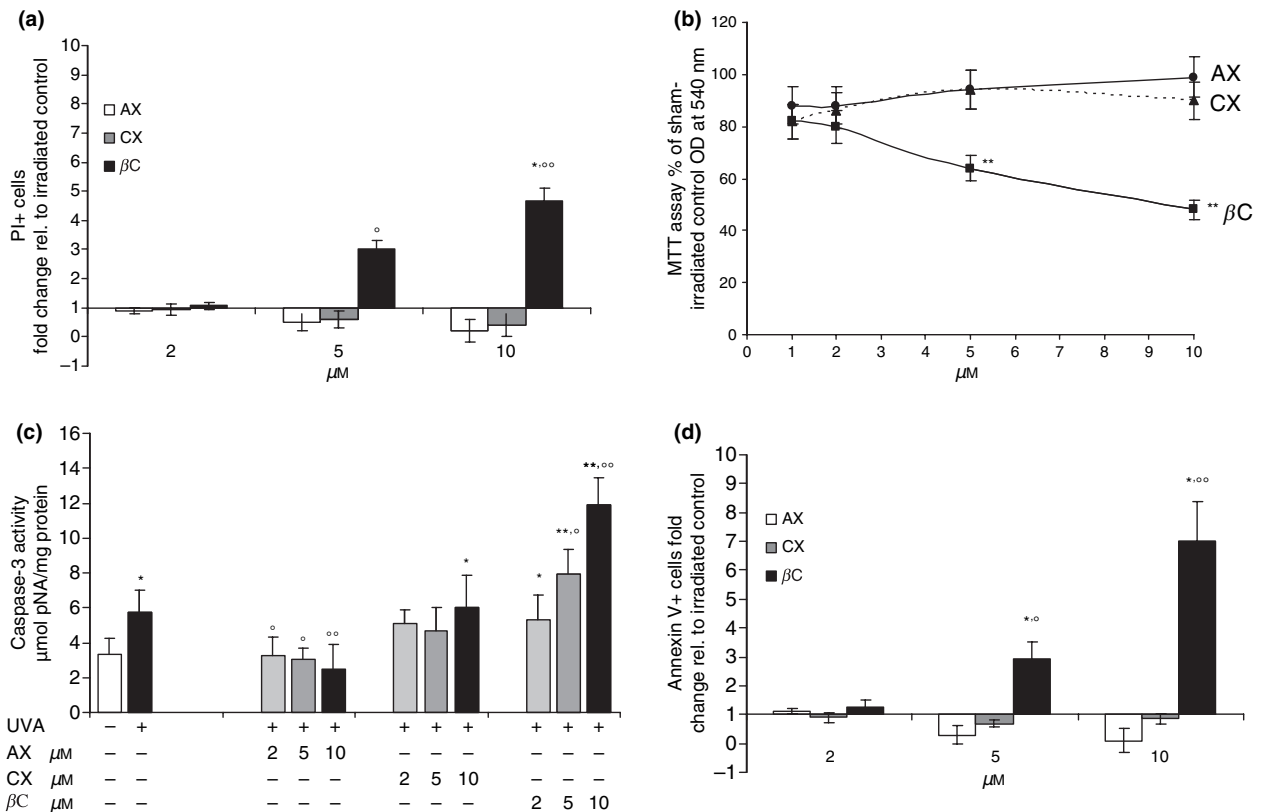 (a)
PI+ cells
fold change rel. to irradiated control
10
9
8
7
6
5
4
3
2
1
0
−1
AX
CX
βC
°
*,°°
2 5 10
μM
(b)
MTT assay % of sham-
irradiated control OD at 540 nm
120
100
80
60
40
20
0
AX
CX
**
** βC
0 1 2 3 4 5 6 7 8 9 10
μM
(c)
Caspase-3 activity
μmol pNA/mg protein
16
14
12
10
8
6
4
2
0
*
° ° °°
*
* **,° **,°°
UVA − + + + + + + + + + +
AX μM − − 2 5 10 − − − − − −
CX μM − − − − − 2 5 10 − − −
βC μM − − − − − − − − 2 5 10
(d)
Annexin V+ cells fold
change rel. to irradiated control
10
9
8
7
6
5
4
3
2
1
0
−1
AX
CX
βC
*,°
*,°°
2 5 10
μM